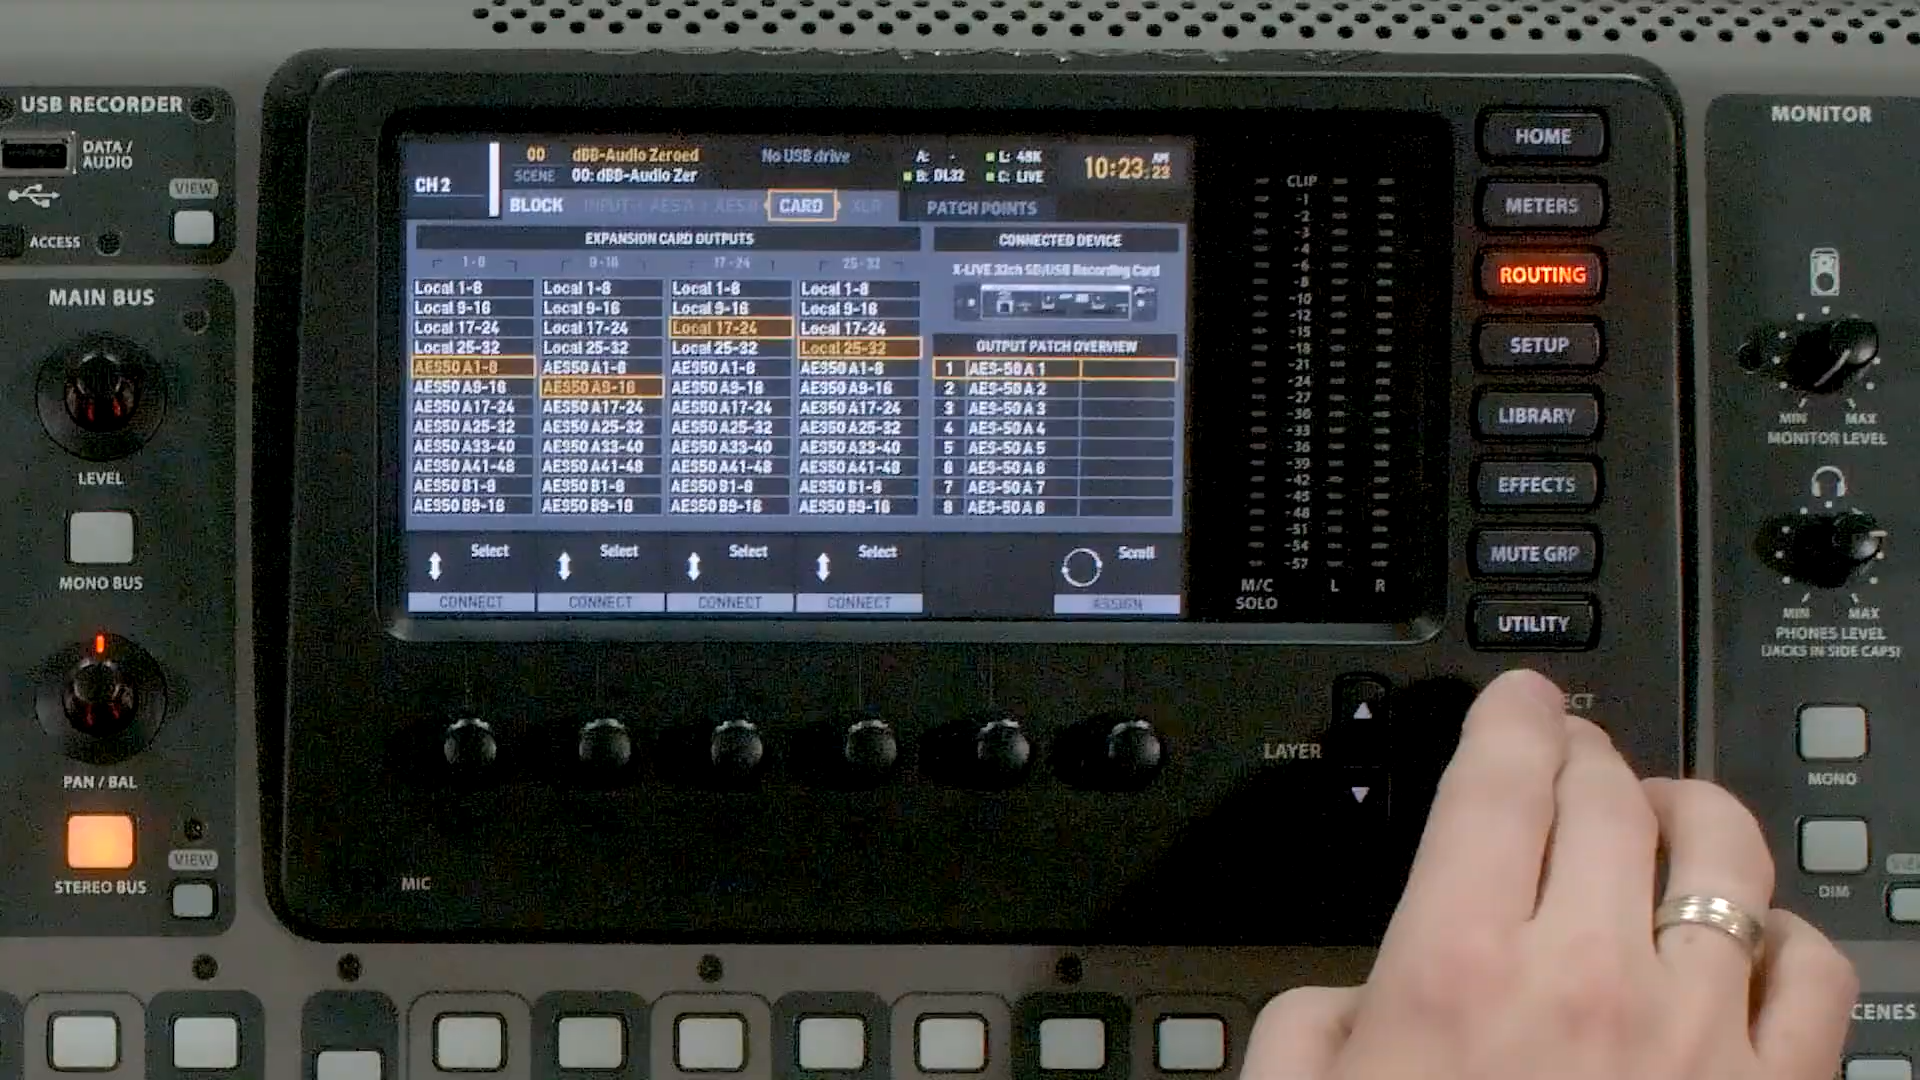 USB RECORDER
DATA /
AUDIO
VIEW
ACCESS
MAIN BUS
LEVEL
MONO BUS
PAN / BAL
VIEW
STEREO BUS
CH 2
00 dBB-Audio Zeroed
SCENE 00: dBB-Audio Zer
No USB drive
A: -
B: DL32
L: 48K
C: LIVE
10:23:23 AM
BLOCK INPUT AES A AES B CARD XLR
PATCH POINTS
EXPANSION CARD OUTPUTS
1-8 9-16 17-24 25-32
Local 1-8 Local 1-8 Local 1-8 Local 1-8
Local 9-16 Local 9-16 Local 9-16 Local 9-16
Local 17-24 Local 17-24 Local 17-24 Local 17-24
Local 25-32 Local 25-32 Local 25-32 Local 25-32
AES50 A1-8 AES50 A1-8 AES50 A1-8 AES50 A1-8
AES50 A9-16 AES50 A9-16 AES50 A9-16 AES50 A9-16
AES50 A17-24 AES50 A17-24 AES50 A17-24 AES50 A17-24
AES50 A25-32 AES50 A25-32 AES50 A25-32 AES50 A25-32
AES50 A33-40 AES50 A33-40 AES50 A33-40 AES50 A33-40
AES50 A41-48 AES50 A41-48 AES50 A41-48 AES50 A41-48
AES50 B1-8 AES50 B1-8 AES50 B1-8 AES50 B1-8
AES50 B9-16 AES50 B9-16 AES50 B9-16 AES50 B9-16
CONNECTED DEVICE
X-LIVE 32ch SD/USB Recording Card
OUTPUT PATCH OVERVIEW
1 AES-50 A 1
2 AES-50 A 2
3 AES-50 A 3
4 AES-50 A 4
5 AES-50 A 5
6 AES-50 A 6
7 AES-50 A 7
8 AES-50 A 8
Select Select Select Select Scroll
CONNECT CONNECT CONNECT CONNECT ASSIGN
CLIP
-1
-2
-3
-4
-6
-8
-10
-12
-15
-18
-21
-24
-27
-30
-33
-36
-39
-42
-45
-48
-51
-54
-57
M/C
SOLO
L R
HOME
METERS
ROUTING
SETUP
LIBRARY
EFFECTS
MUTE GRP
UTILITY
LAYER
MIC
MONITOR
MIN MAX
MONITOR LEVEL
MIN MAX
PHONES LEVEL
(JACKS IN SIDE CAPS)
MONO
DIM